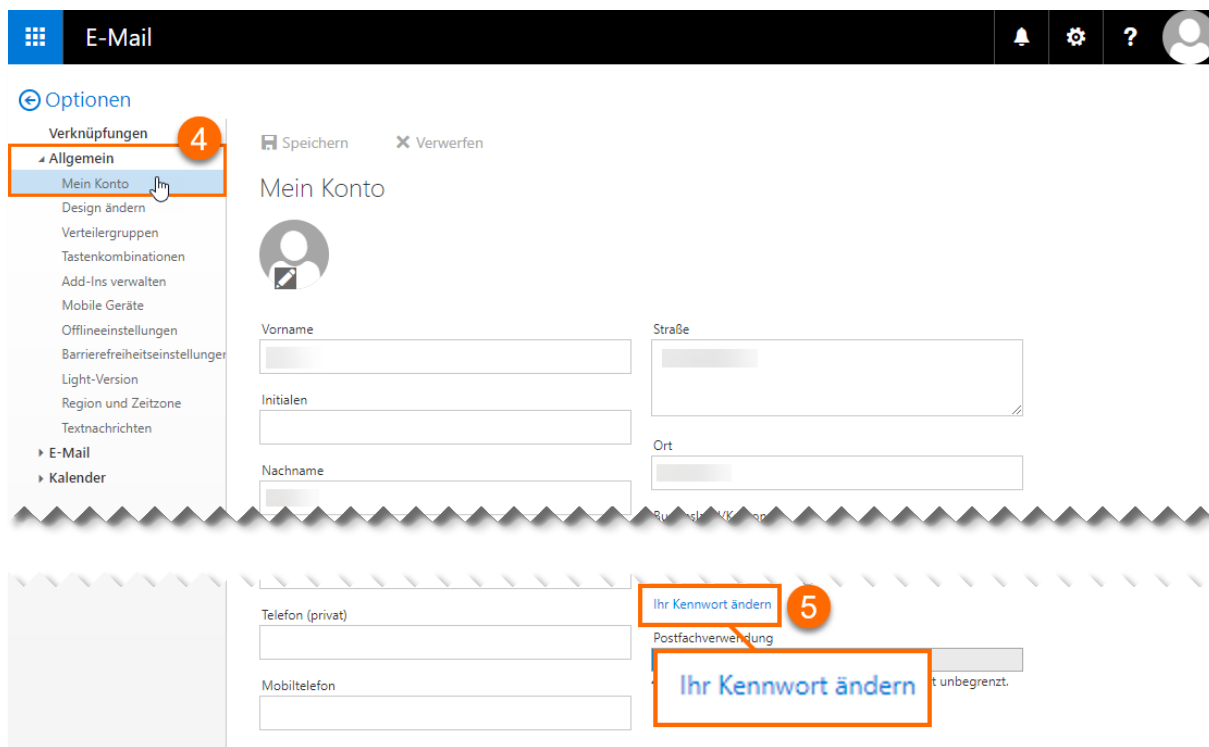 E-Mail
?
Optionen
Verknüpfungen
4
Allgemein
Mein Konto
Design ändern
Verteilergruppen
Tastenkombinationen
Add-Ins verwalten
Mobile Geräte
Offlineeinstellungen
Barrierefreiheitseinstellungen
Light-Version
Region und Zeitzone
Textnachrichten
E-Mail
Kalender
Speichern
Verwerfen
Mein Konto
Vorname
Initialen
Nachname
Straße
Ort
Telefon (privat)
Mobiltelefon
Ihr Kennwort ändern
5
Postfachverwendung
Ihr Kennwort ändern
unbegrenzt.